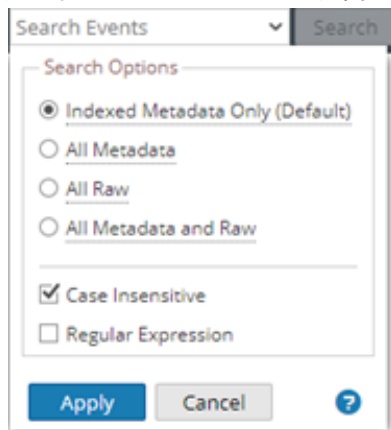 Search Events Search
Search Options
Indexed Metadata Only (Default)
All Metadata
All Raw
All Metadata and Raw
Case Insensitive
Regular Expression
Apply Cancel ?